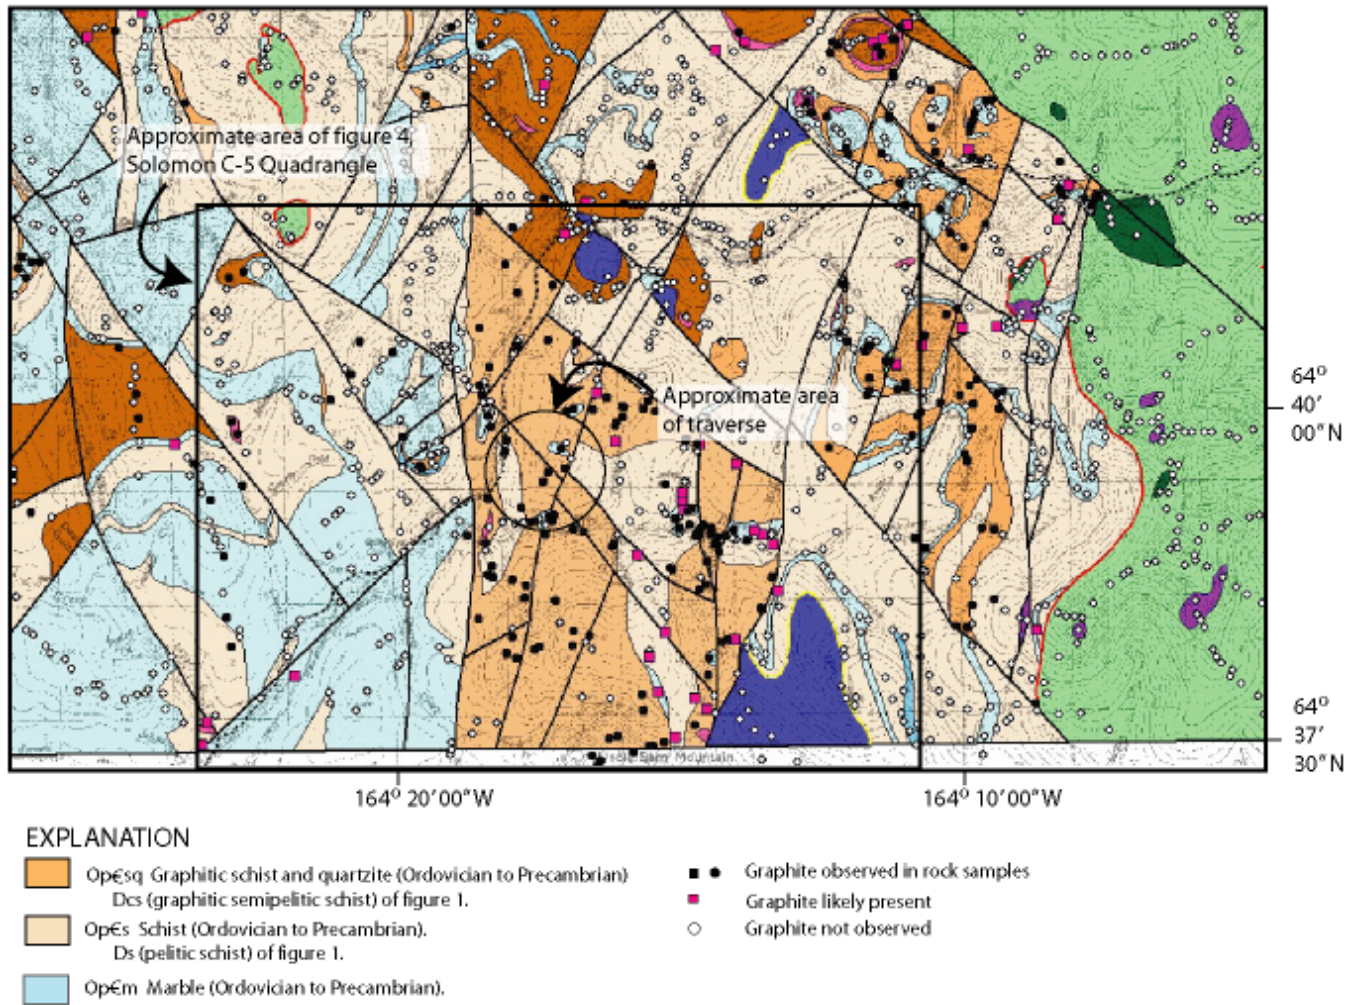 Approximate area of figure 4,
Solomon C-5 Quadrangle
Approximate area
of traverse
64°
40'
00"N
64°
37'
30"N
Mountain
164° 20'00"W
164° 10'00"W
EXPLANATION
Op€sq Graphitic schist and quartzite (Ordovician to Precambrian)
Dcs (graphitic semipelitic schist) of figure 1.
Op€s Schist (Ordovician to Precambrian).
Ds (pelitic schist) of figure 1.
Op€m Marble (Ordovician to Precambrian).
Graphite observed in rock samples
Graphite likely present
Graphite not observed